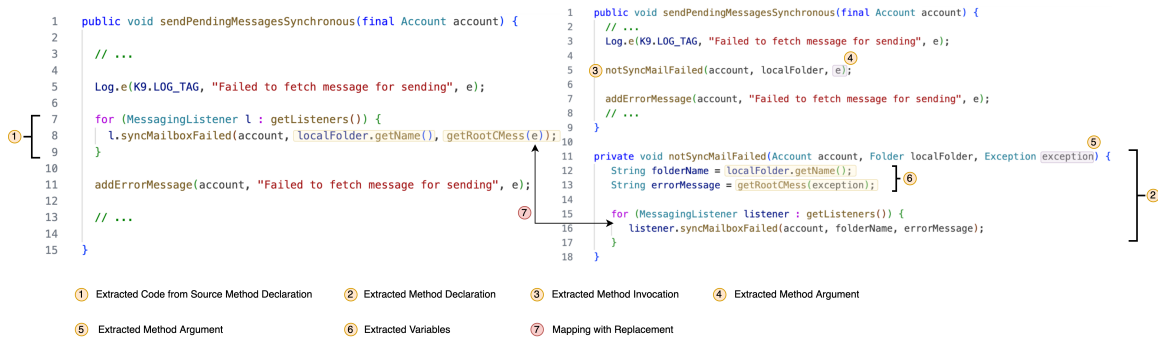 1 public void sendPendingMessagesSynchronous(final Account account) {
2
3 // ...
4
5 Log.e(K9.LOG_TAG, "Failed to fetch message for sending", e);
6
7 for (MessagingListener l : getListeners()) {
8 l.syncMailboxFailed(account, localFolder.getName(), getRootCMess(e));
9 }
10
11 addErrorMessage(account, "Failed to fetch message for sending", e);
12
13 // ...
14
15 }
1
1 public void sendPendingMessagesSynchronous(final Account account) {
2 // ...
3 Log.e(K9.LOG_TAG, "Failed to fetch message for sending", e);
4
5 notSyncMailFailed(account, localFolder, e);
6
7 addErrorMessage(account, "Failed to fetch message for sending", e);
8 // ...
9 }
10
11 private void notSyncMailFailed(Account account, Folder localFolder, Exception exception) {
12 String folderName = localFolder.getName();
13 String errorMessage = getRootCMess(exception);
14
15 for (MessagingListener listener : getListeners()) {
16 listener.syncMailboxFailed(account, folderName, errorMessage);
17 }
18 }
3
4
5
6
2
7
1 Extracted Code from Source Method Declaration
2 Extracted Method Declaration
3 Extracted Method Invocation
4 Extracted Method Argument
5 Extracted Method Argument
6 Extracted Variables
7 Mapping with Replacement